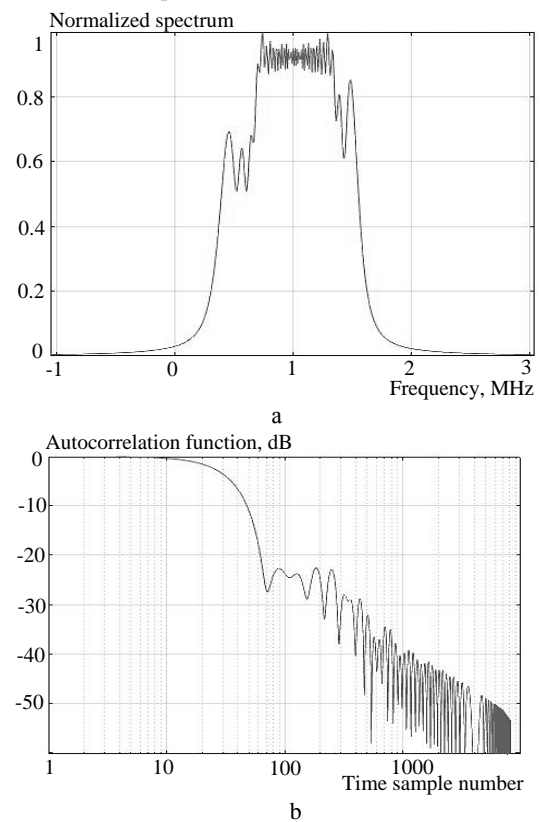 Normalized spectrum
1
0.8
0.6
0.4
0.2
0
-1 0 1 2 3
Frequency, MHz
a
Autocorrelation function, dB
0
-10
-20
-30
-40
-50
1 10 100 1000
Time sample number
b